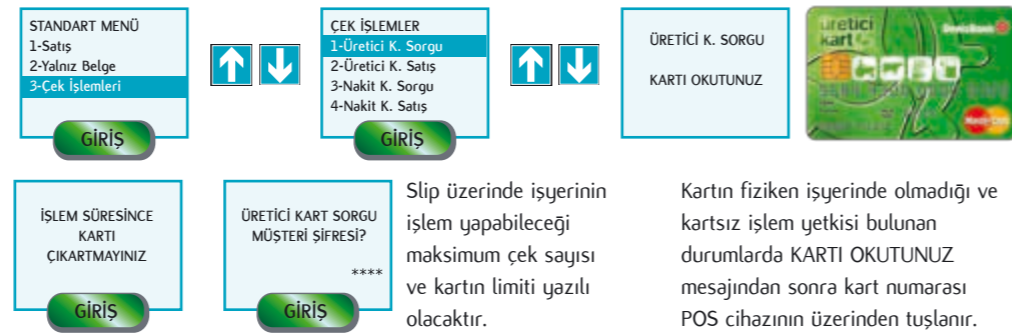 STANDART MENÜ
1-Satış
2-Yalnız Belge
3-Çek İşlemleri
GİRİŞ
ÇEK İŞLEMLER
1-Üretici K. Sorgu
2-Üretici K. Satış
3-Nakit K. Sorgu
4-Nakit K. Satış
GİRİŞ
ÜRETİCİ K. SORGU
KARTI OKUTUNUZ
üretici
kart
DenizBank
MasterCard
İŞLEM SÜRESİNCE
KARTI
ÇIKARTMAYINIZ
GİRİŞ
ÜRETİCİ KART SORGU
MÜŞTERİ ŞİFRESİ?
****
GİRİŞ
Slip üzerinde işyerinin
işlem yapabileceği
maksimum çek sayısı
ve kartın limiti yazılı
olacaktır.
Kartın fiziken işyerinde olmadığı ve
kartsız işlem yetkisi bulunan
durumlarda KARTI OKUTUNUZ
mesajından sonra kart numarası
POS cihazının üzerinden tuşlanır.